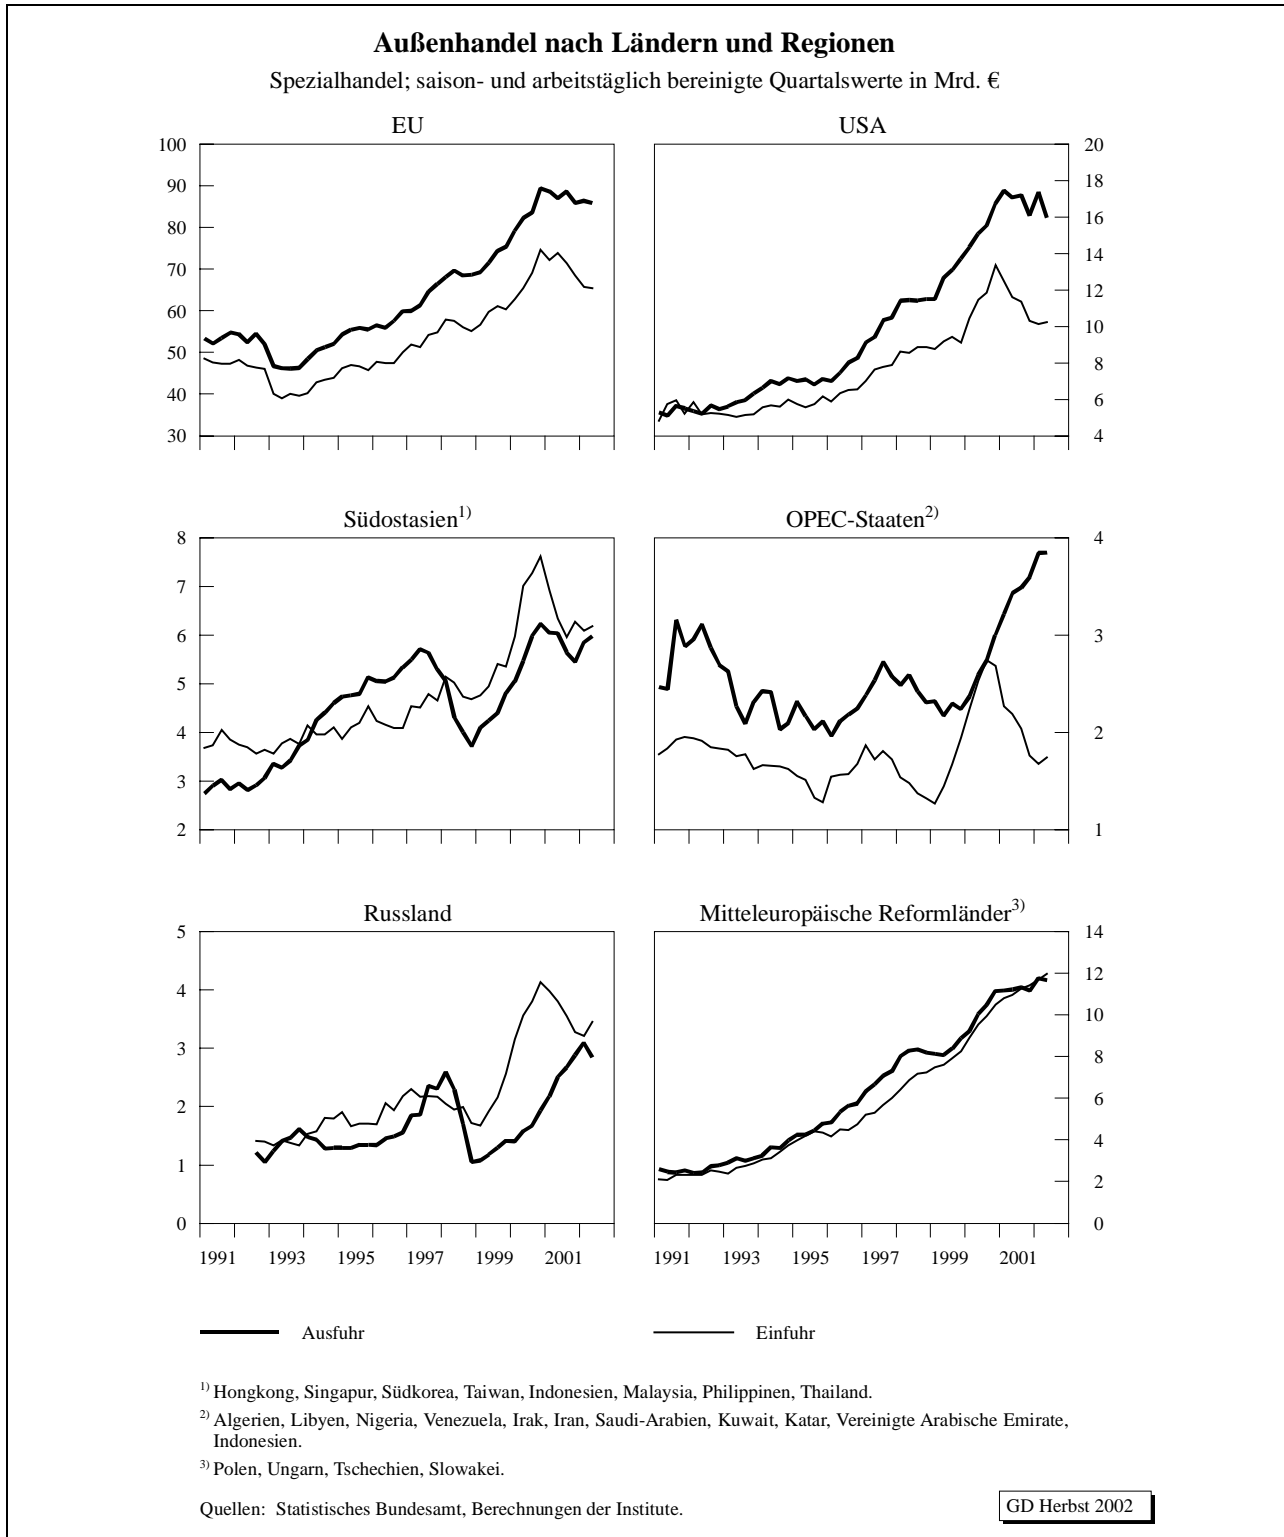 Außenhandel nach Ländern und Regionen
Spezialhandel; saison- und arbeitstäglich bereinigte Quartalswerte in Mrd. €
EU
100
90
80
70
60
50
40
30
USA
20
18
16
14
12
10
8
6
4
Südostasien1)
8
7
6
5
4
3
2
OPEC-Staaten2)
4
3
2
1
Russland
5
4
3
2
1
0
1991 1993 1995 1997 1999 2001
Mitteleuropäische Reformländer3)
14
12
10
8
6
4
2
0
1991 1993 1995 1997 1999 2001
Ausfuhr
Einfuhr
1) Hongkong, Singapur, Südkorea, Taiwan, Indonesien, Malaysia, Philippinen, Thailand.
2) Algerien, Libyen, Nigeria, Venezuela, Irak, Iran, Saudi-Arabien, Kuwait, Katar, Vereinigte Arabische Emirate,
Indonesien.
3) Polen, Ungarn, Tschechien, Slowakei.
Quellen: Statistisches Bundesamt, Berechnungen der Institute.
GD Herbst 2002